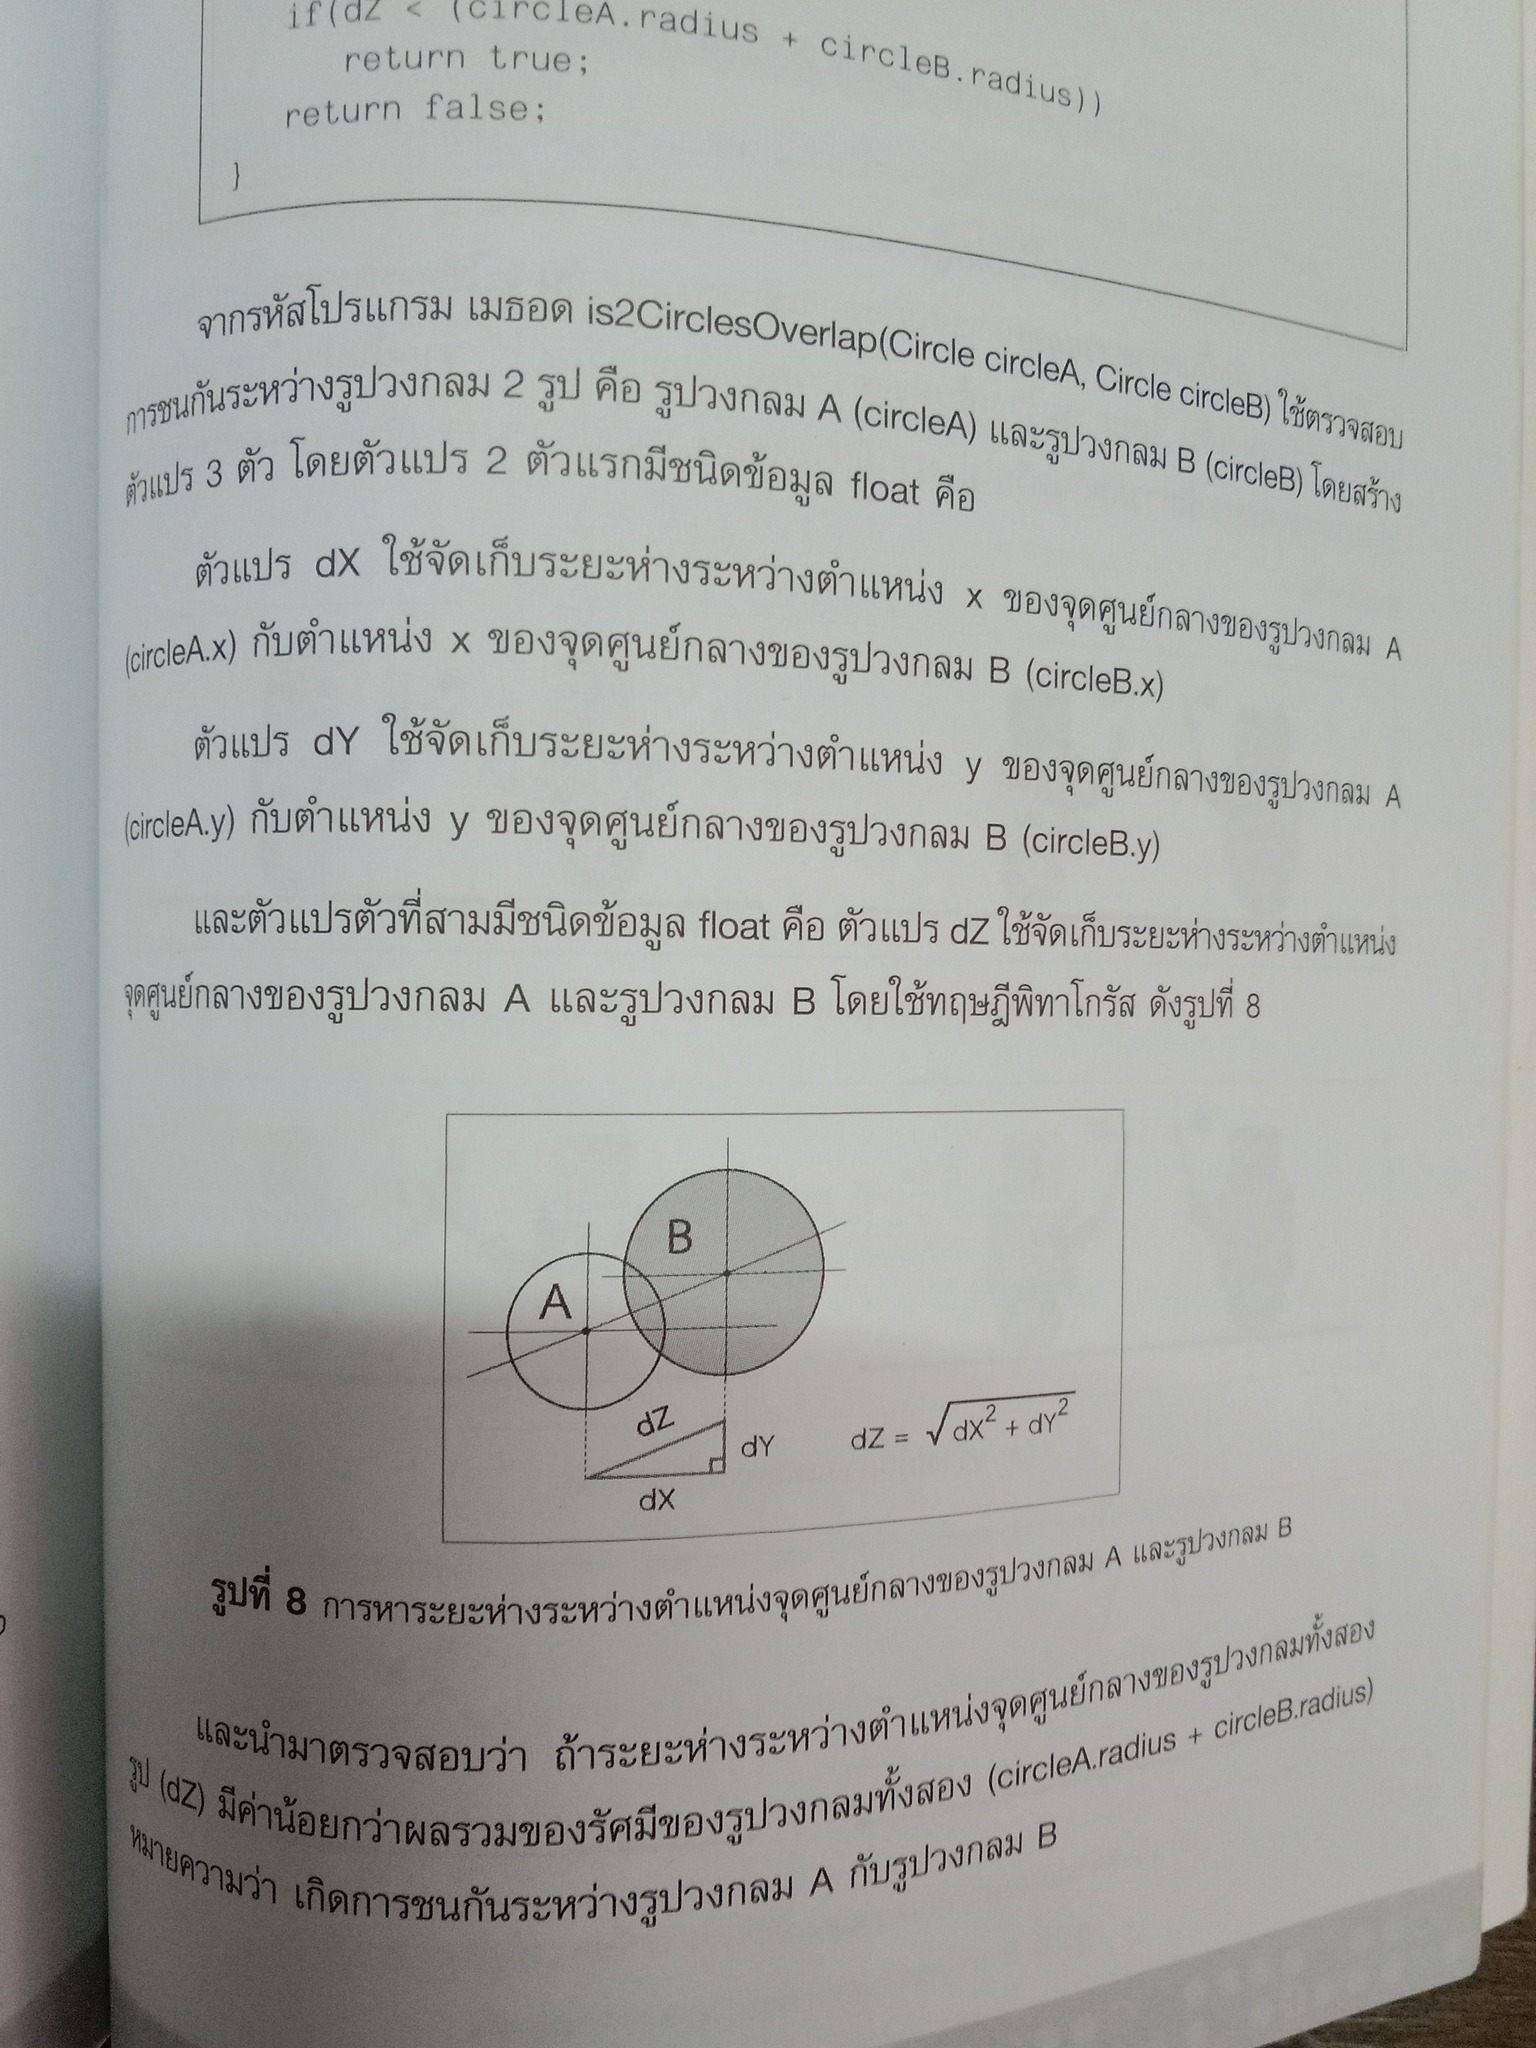 if(dZ < (circleA.radius + circleB.radius))
return true;
return false;
}
จากรหัสโปรแกรม เมธอด is2CirclesOverlap(Circle circleA, Circle circleB) ใช้ตรวจสอบ
การชนกันระหว่างรูปวงกลม 2 รูป คือ รูปวงกลม A (circleA) และรูปวงกลม B (circleB) โดยสร้าง
ตัวแปร 3 ตัว โดยตัวแปร 2 ตัวแรกมีชนิดข้อมูล float คือ
ตัวแปร dX ใช้จัดเก็บระยะห่างระหว่างตำแหน่ง x ของจุดศูนย์กลางของรูปวงกลม A
(circleA.x) กับตำแหน่ง x ของจุดศูนย์กลางของรูปวงกลม B (circleB.x)
ตัวแปร dY ใช้จัดเก็บระยะห่างระหว่างตำแหน่ง y ของจุดศูนย์กลางของรูปวงกลม A
(circleA.y) กับตำแหน่ง y ของจุดศูนย์กลางของรูปวงกลม B (circleB.y)
และตัวแปรตัวที่สามมีชนิดข้อมูล float คือ ตัวแปร dZ ใช้จัดเก็บระยะห่างระหว่างตำแหน่ง
จุดศูนย์กลางของรูปวงกลม A และรูปวงกลม B โดยใช้ทฤษฎีพิทาโกรัส ดังรูปที่ 8
B
A
dZ
dY
dX
dZ = √dX² + dY²
รูปที่ 8 การหาระยะห่างระหว่างตำแหน่งจุดศูนย์กลางของรูปวงกลม A และรูปวงกลม B
และนำมาตรวจสอบว่า ถ้าระยะห่างระหว่างตำแหน่งจุดศูนย์กลางของรูปวงกลมทั้งสอง
รูป (dZ) มีค่าน้อยกว่าผลรวมของรัศมีของรูปวงกลมทั้งสอง (circleA.radius + circleB.radius)
หมายความว่า เกิดการชนกันระหว่างรูปวงกลม A กับรูปวงกลม B